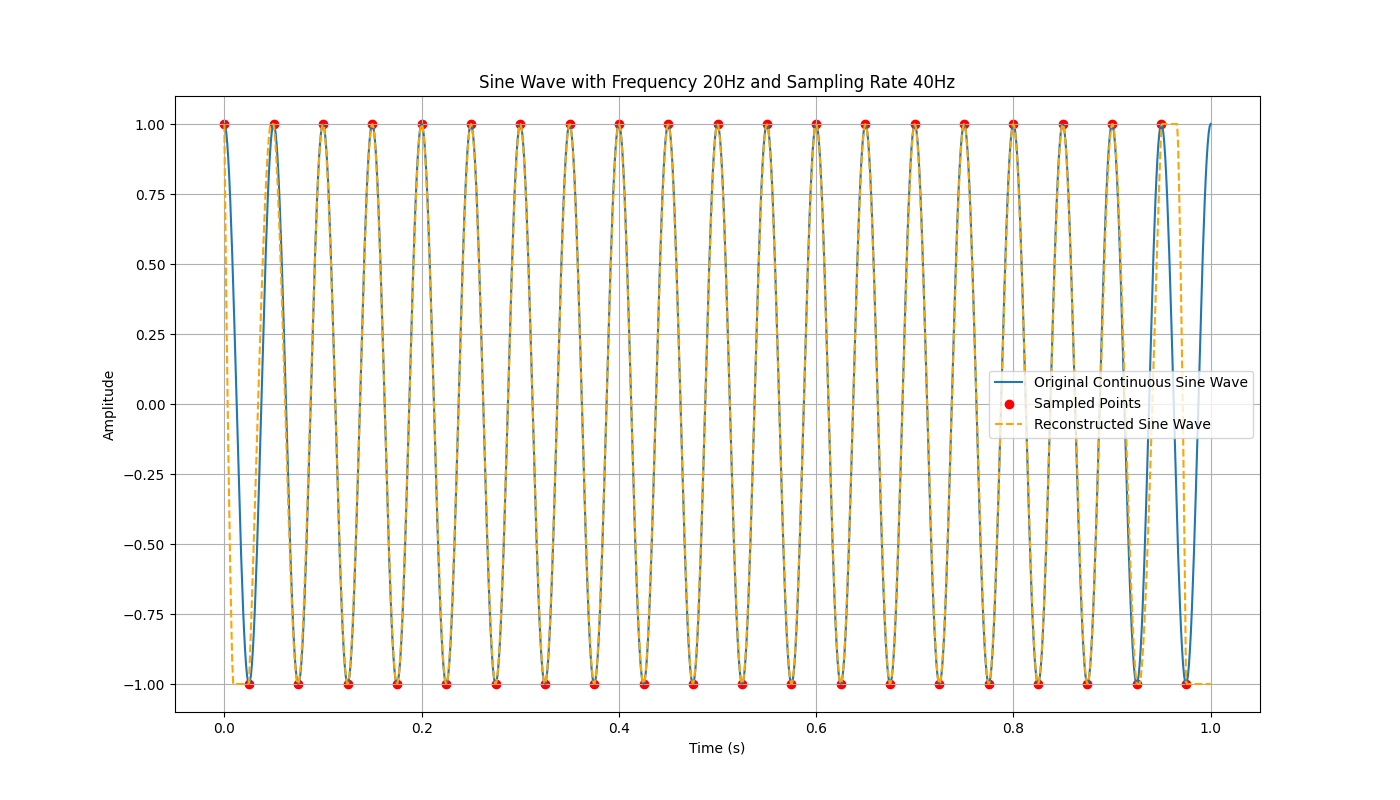 Sine Wave with Frequency 20Hz and Sampling Rate 40Hz
1.00
0.75
0.50
0.25
0.00
−0.25
−0.50
−0.75
−1.00
Amplitude
Original Continuous Sine Wave
Sampled Points
Reconstructed Sine Wave
0.0 0.2 0.4 0.6 0.8 1.0
Time (s)